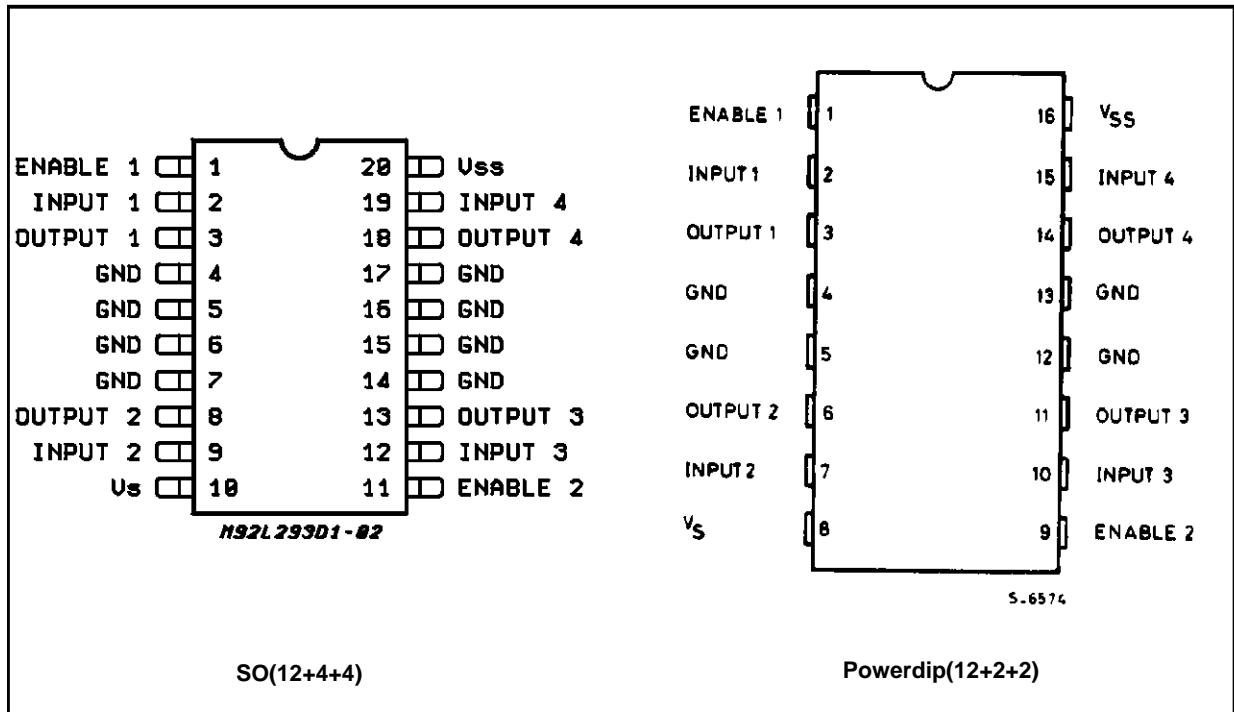 ENABLE 1 1 20 Vss
INPUT 1 2 19 INPUT 4
OUTPUT 1 3 18 OUTPUT 4
GND 4 17 GND
GND 5 16 GND
GND 6 15 GND
GND 7 14 GND
OUTPUT 2 8 13 OUTPUT 3
INPUT 2 9 12 INPUT 3
Vs 10 11 ENABLE 2
M92L293D1-02
SO(12+4+4)
ENABLE 1 1 16 VSS
INPUT 1 2 15 INPUT 4
OUTPUT 1 3 14 OUTPUT 4
GND 4 13 GND
GND 5 12 GND
OUTPUT 2 6 11 OUTPUT 3
INPUT 2 7 10 INPUT 3
VS 8 9 ENABLE 2
S-6574
Powerdip(12+2+2)